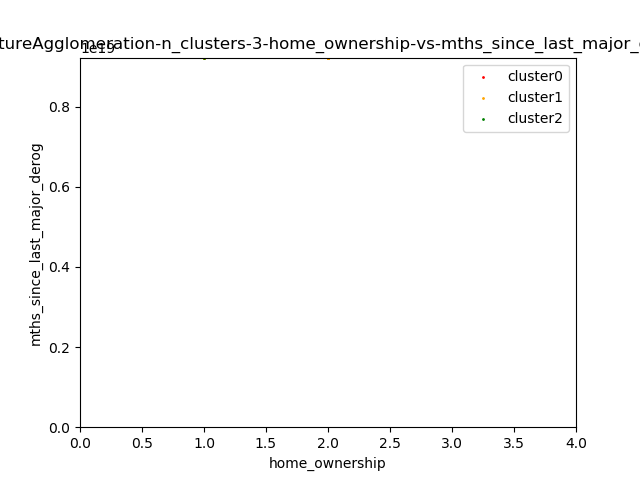 tureAgglomeration-n_clusters-3-home_ownership-vs-mths_since_last_major_
1e19
cluster0
cluster1
cluster2
0.8
0.6
0.4
0.2
0.0
mths_since_last_major_derog
0.0 0.5 1.0 1.5 2.0 2.5 3.0 3.5 4.0
home_ownership